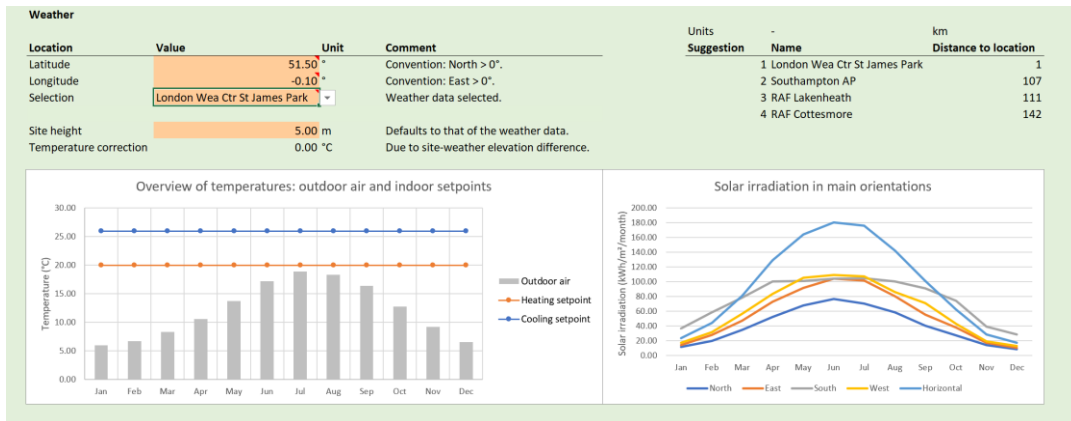 Weather
Location Value Unit Comment
Latitude 51.50 ° Convention: North > 0°.
Longitude -0.10 ° Convention: East > 0°.
Selection London Wea Ctr St James Park Weather data selected.
Site height 5.00 m Defaults to that of the weather data.
Temperature correction 0.00 °C Due to site-weather elevation difference.
Units - km
Suggestion Name Distance to location
1 London Wea Ctr St James Park 1
2 Southampton AP 107
3 RAF Lakenheath 111
4 RAF Cottesmore 142
Overview of temperatures: outdoor air and indoor setpoints
Temperature (°C)
30.00
25.00
20.00
15.00
10.00
5.00
0.00
Jan Feb Mar Apr May Jun Jul Aug Sep Oct Nov Dec
Outdoor air
Heating setpoint
Cooling setpoint
Solar irradiation in main orientations
Solar irradiation (kWh/m²/month)
200.00
180.00
160.00
140.00
120.00
100.00
80.00
60.00
40.00
20.00
0.00
Jan Feb Mar Apr May Jun Jul Aug Sep Oct Nov Dec
North East South West Horizontal